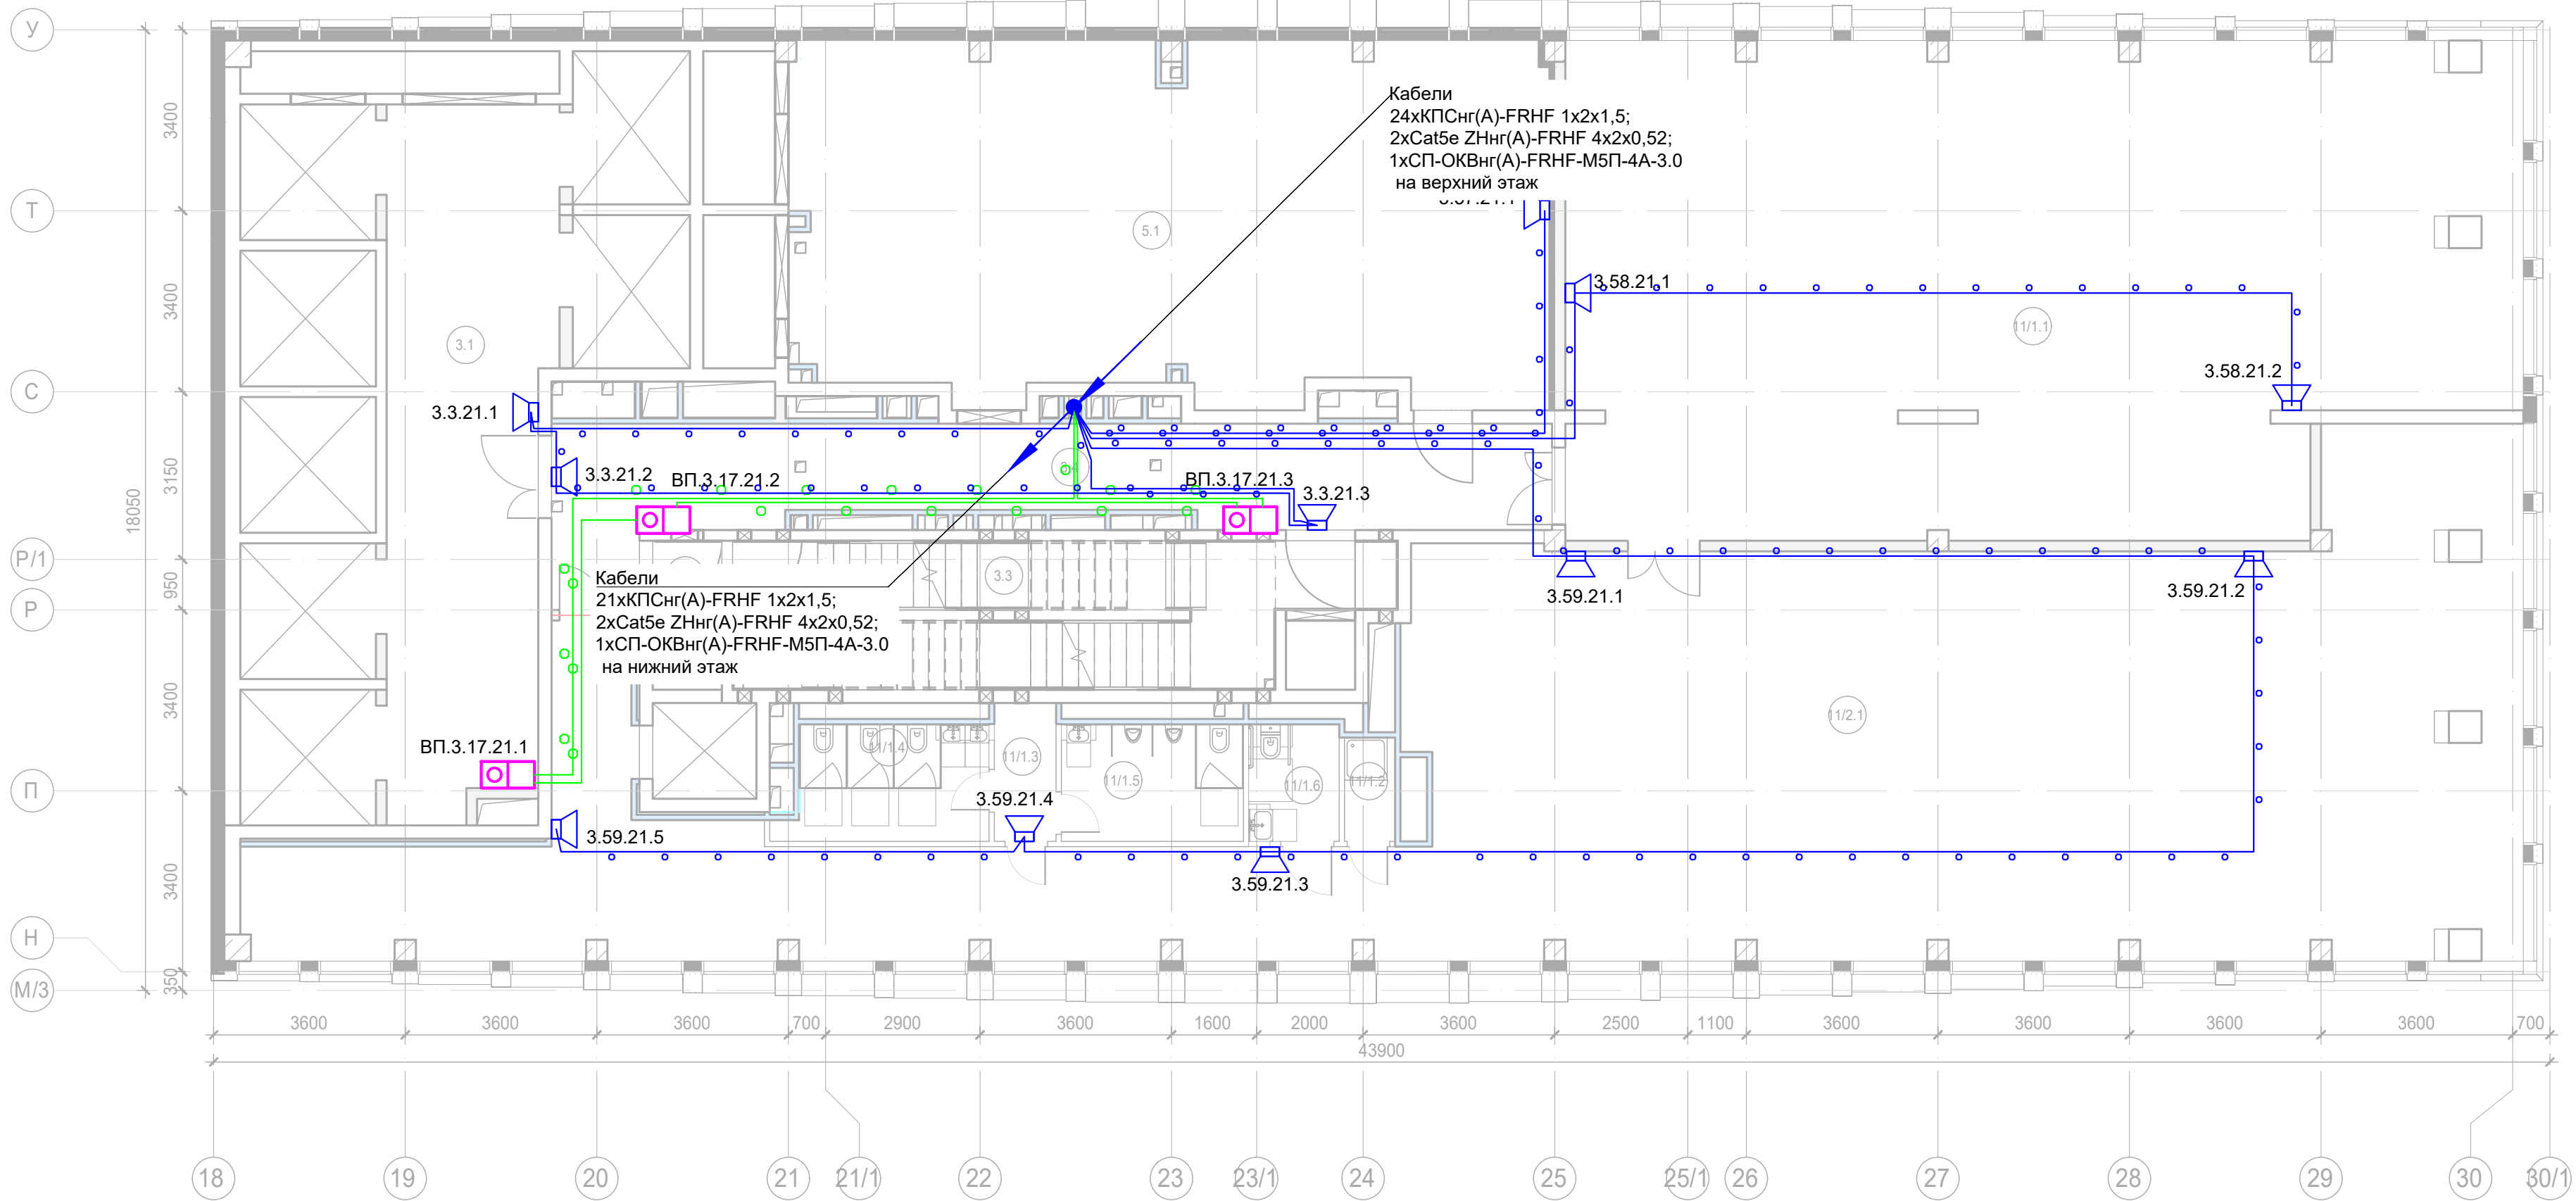 У
Кабели
24хКПСнг(А)-FRHF 1х2х1,5;
2хCat5e ZHнг(А)-FRHF 4х2х0,52;
1хСП-ОКВнг(А)-FRHF-М5П-4А-3.0
на верхний этаж
3400
Т
5.1
3.58.21.1
3400
11/1.1
3.1
3.58.21.2
С
3.3.21.1
3.3.21.2
ВП.3.17.21.2
ВП.3.17.21.3
3.3.21.3
3150
18050
Р/1
3.3
950
Кабели
21хКПСнг(А)-FRHF 1х2х1,5;
2хCat5e ZHнг(А)-FRHF 4х2х0,52;
1хСП-ОКВнг(А)-FRHF-М5П-4А-3.0
на нижний этаж
3.59.21.1
3.59.21.2
Р
3400
11/2.1
ВП.3.17.21.1
11/1.4
11/1.3
11/1.5
11/1.6
11/1.2
П
3.59.21.4
3.59.21.5
3.59.21.3
3400
Н
350
М/3
3600 3600 3600 700 2900 3600 1600 2000 3600 2500 1100 3600 3600 3600 3600 700
43900
18 19 20 21 21/1 22 23 23/1 24 25 25/1 26 27 28 29 30 30/1